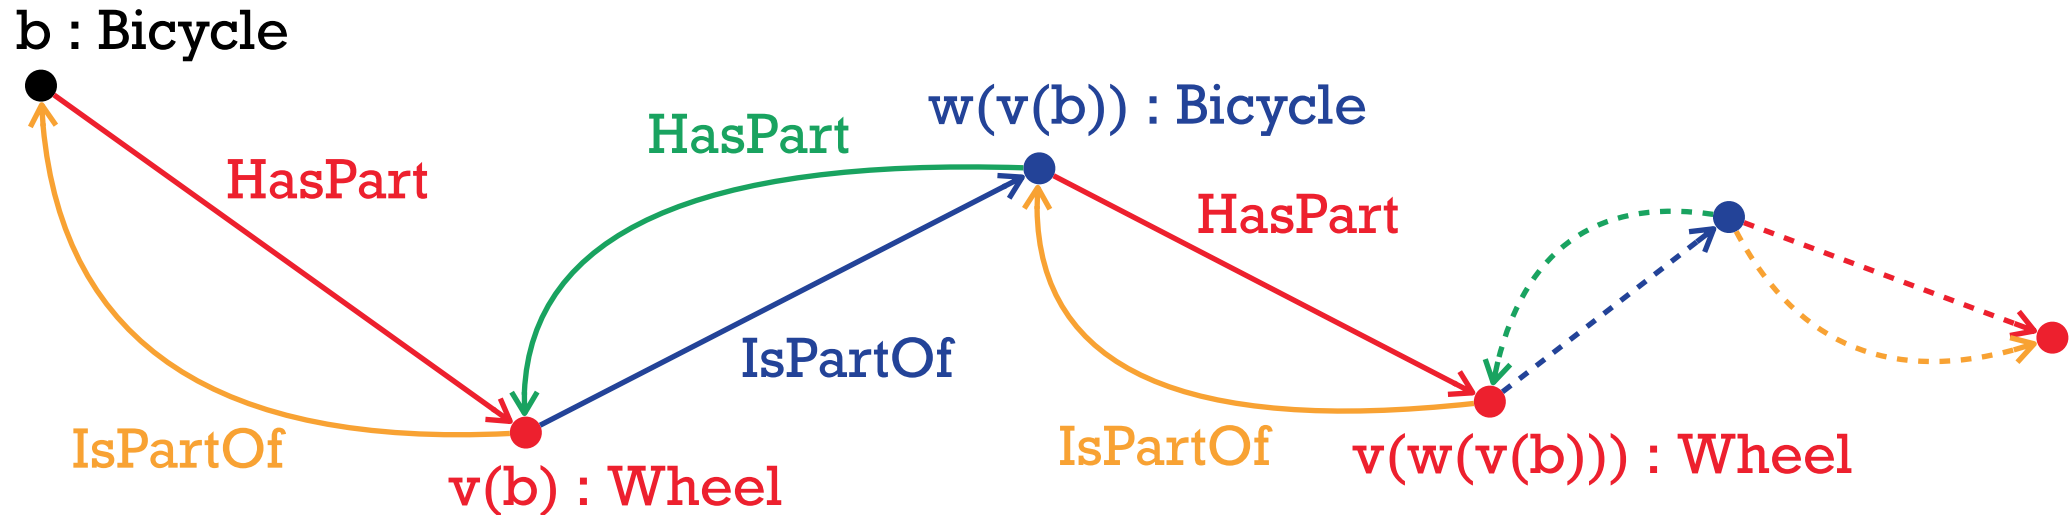 b : Bicycle
HasPart
IsPartOf
v(b) : Wheel
HasPart
IsPartOf
w(v(b)) : Bicycle
HasPart
IsPartOf
v(w(v(b))) : Wheel